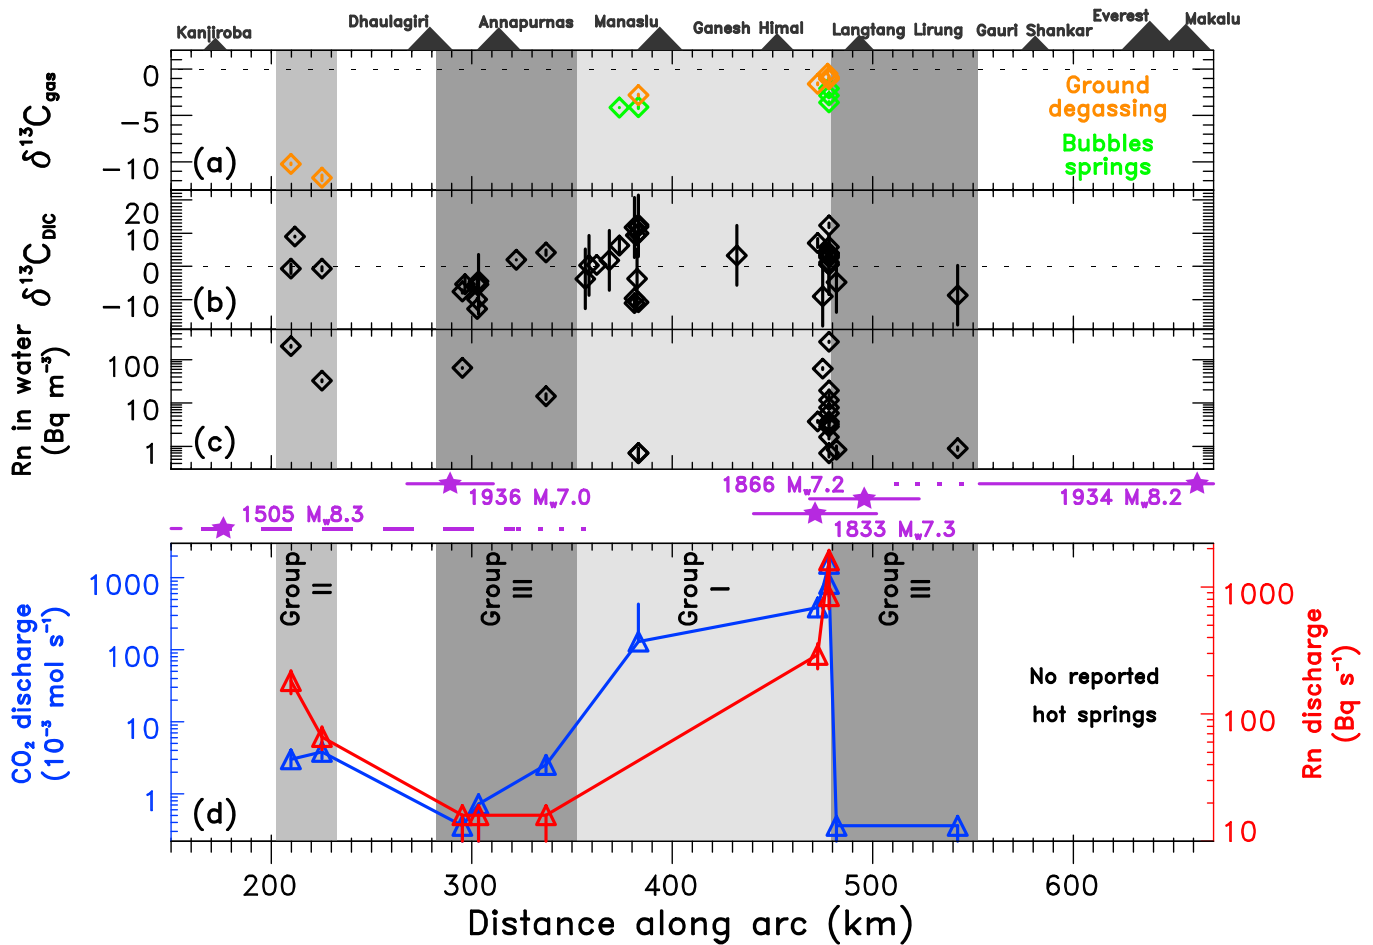 Kanjiroba
Dhaulagiri
Annapurnas
Manaslu
Ganesh Himal
Langtang Lirung
Gauri Shankar
Everest
Makalu
δ¹³C gas
0
−5
−10
(a)
Ground
degassing
Bubbles
springs
δ¹³C DIC
20
10
0
−10
(b)
Rn in water
(Bq m⁻³)
100
10
1
(c)
1936 Mw7.0
1866 Mw7.2
1934 Mw8.2
1505 Mw8.3
1833 Mw7.3
CO₂ discharge
(10⁻³ mol s⁻¹)
1000
100
10
1
(d)
Group
II
Group
III
Group
I
Group
III
No reported
hot springs
1000
100
10
Rn discharge
(Bq s⁻¹)
200
300
400
500
600
Distance along arc (km)